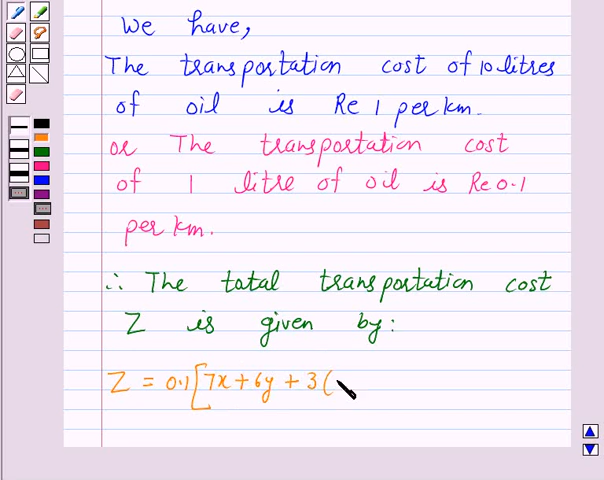 We have,
The transportation cost of 10 litres
of oil is Re 1 per km.
or The transportation cost
of 1 litre of oil is Re 0.1
per km.
∴ The total transportation cost
Z is given by:
Z = 0.1[7x + 6y + 3(